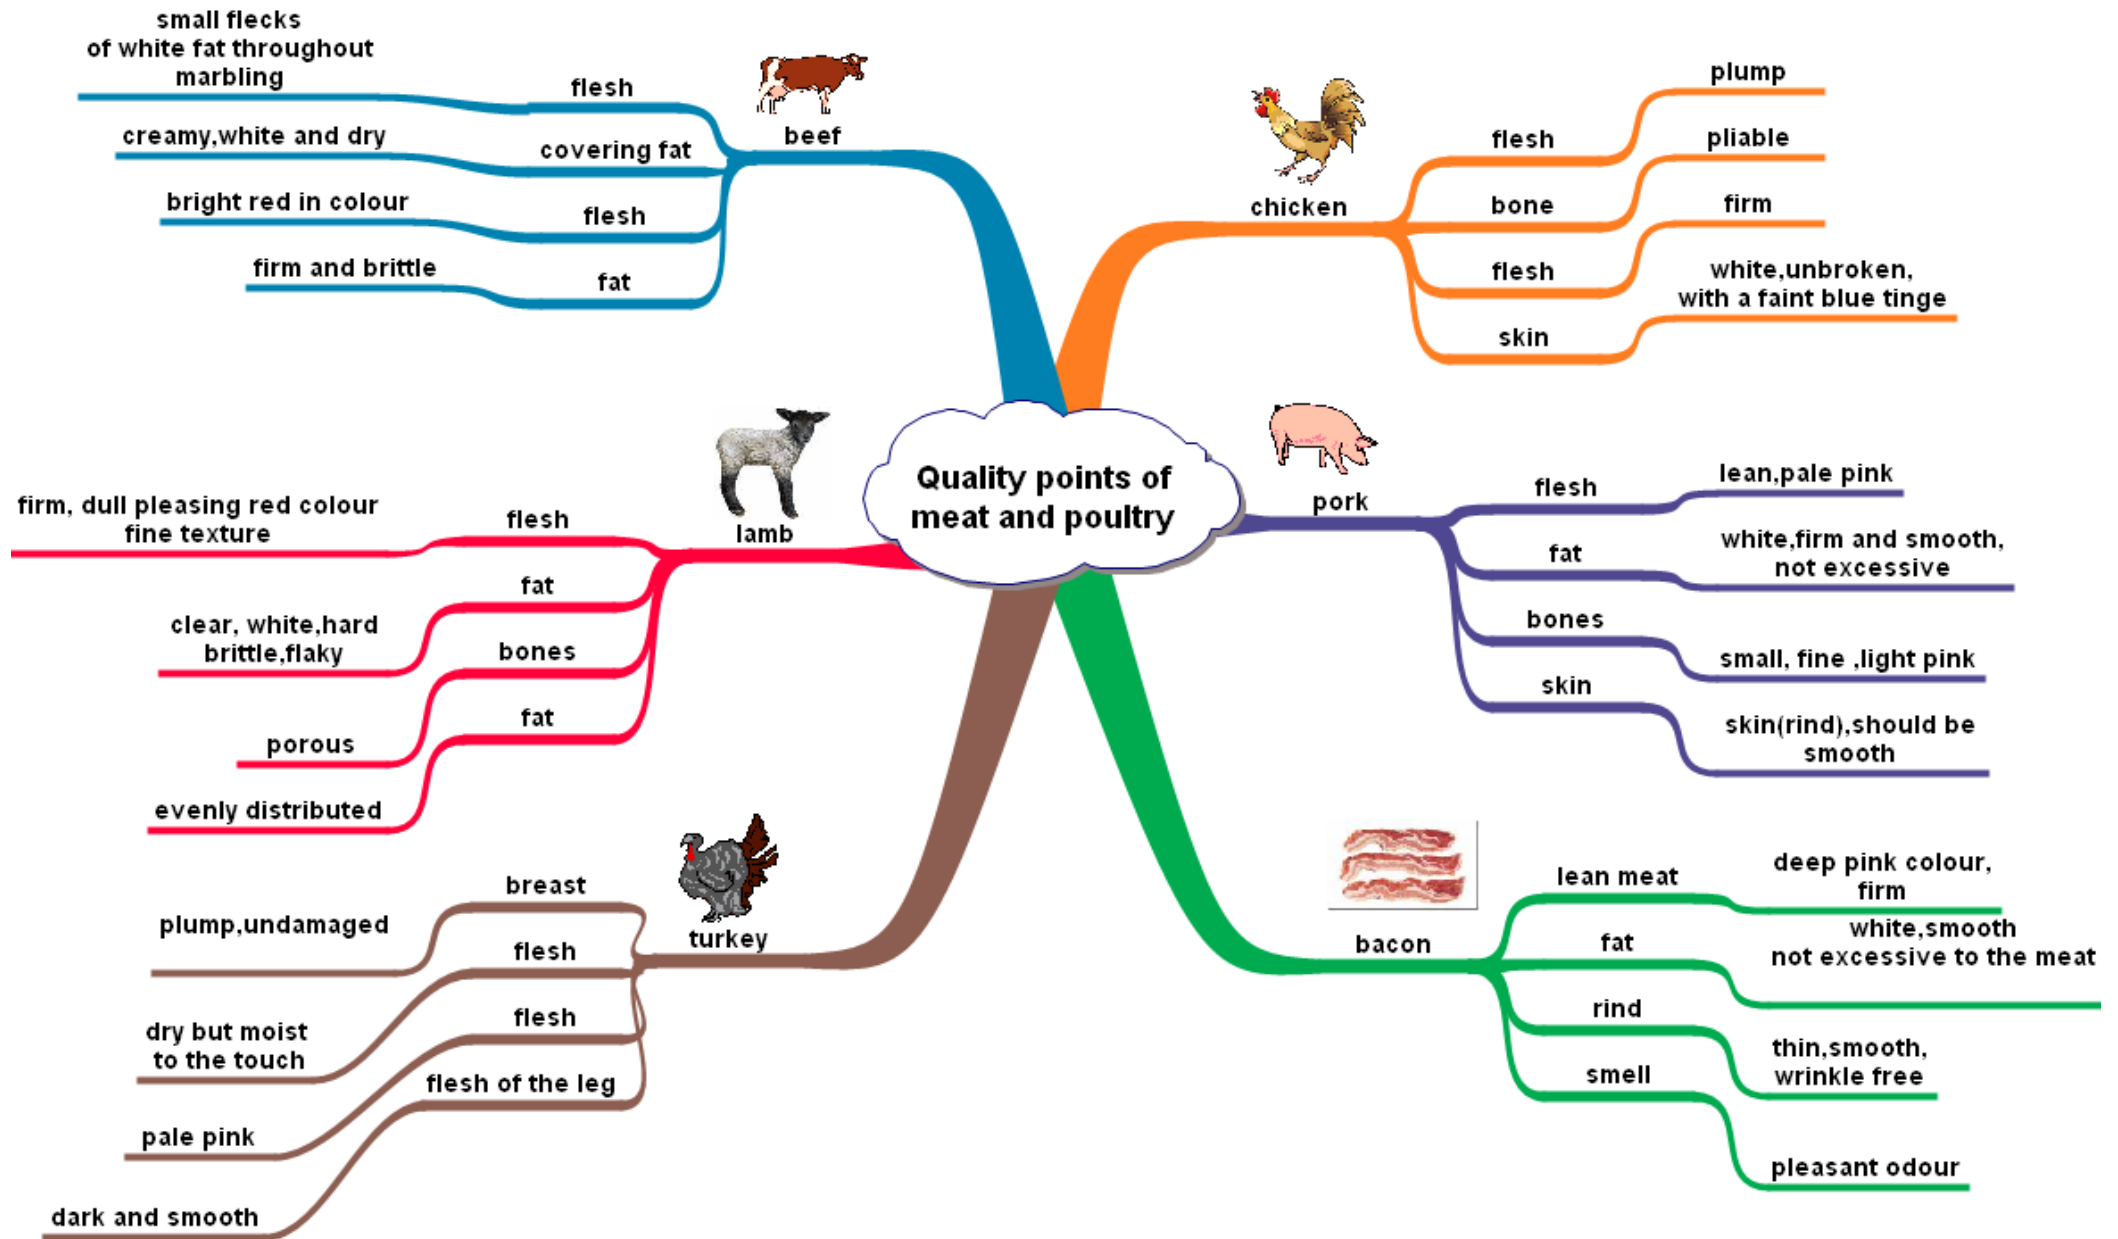 Quality points of
meat and poultry
beef
flesh
small flecks
of white fat throughout
marbling
covering fat
creamy,white and dry
flesh
bright red in colour
fat
firm and brittle
chicken
flesh
plump
bone
pliable
flesh
firm
skin
white,unbroken,
with a faint blue tinge
lamb
flesh
firm, dull pleasing red colour
fine texture
fat
clear, white,hard
brittle,flaky
bones
porous
fat
evenly distributed
pork
flesh
lean,pale pink
fat
white,firm and smooth,
not excessive
bones
small, fine ,light pink
skin
skin(rind),should be
smooth
turkey
breast
plump,undamaged
flesh
dry but moist
to the touch
flesh
pale pink
flesh of the leg
dark and smooth
bacon
lean meat
deep pink colour,
firm
fat
white,smooth
not excessive to the meat
rind
thin,smooth,
wrinkle free
smell
pleasant odour